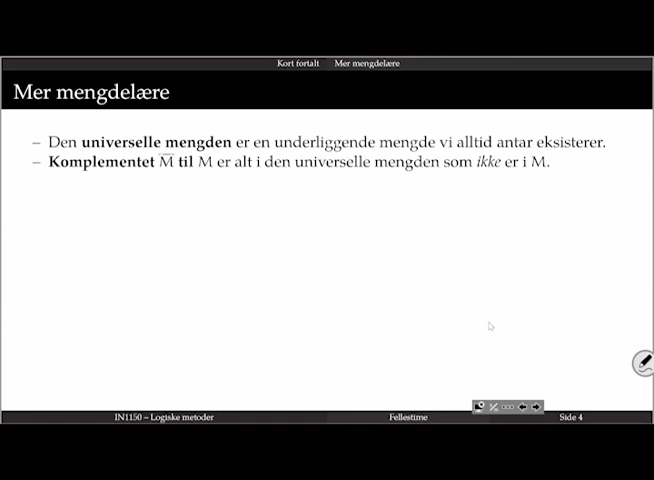 Kort fortalt Mer mengdelære
Mer mengdelære
– Den universelle mengden er en underliggende mengde vi alltid antar eksisterer.
– Komplementet M̅ til M er alt i den universelle mengden som ikke er i M.
IN1150 – Logiske metoder Fellestime Side 4